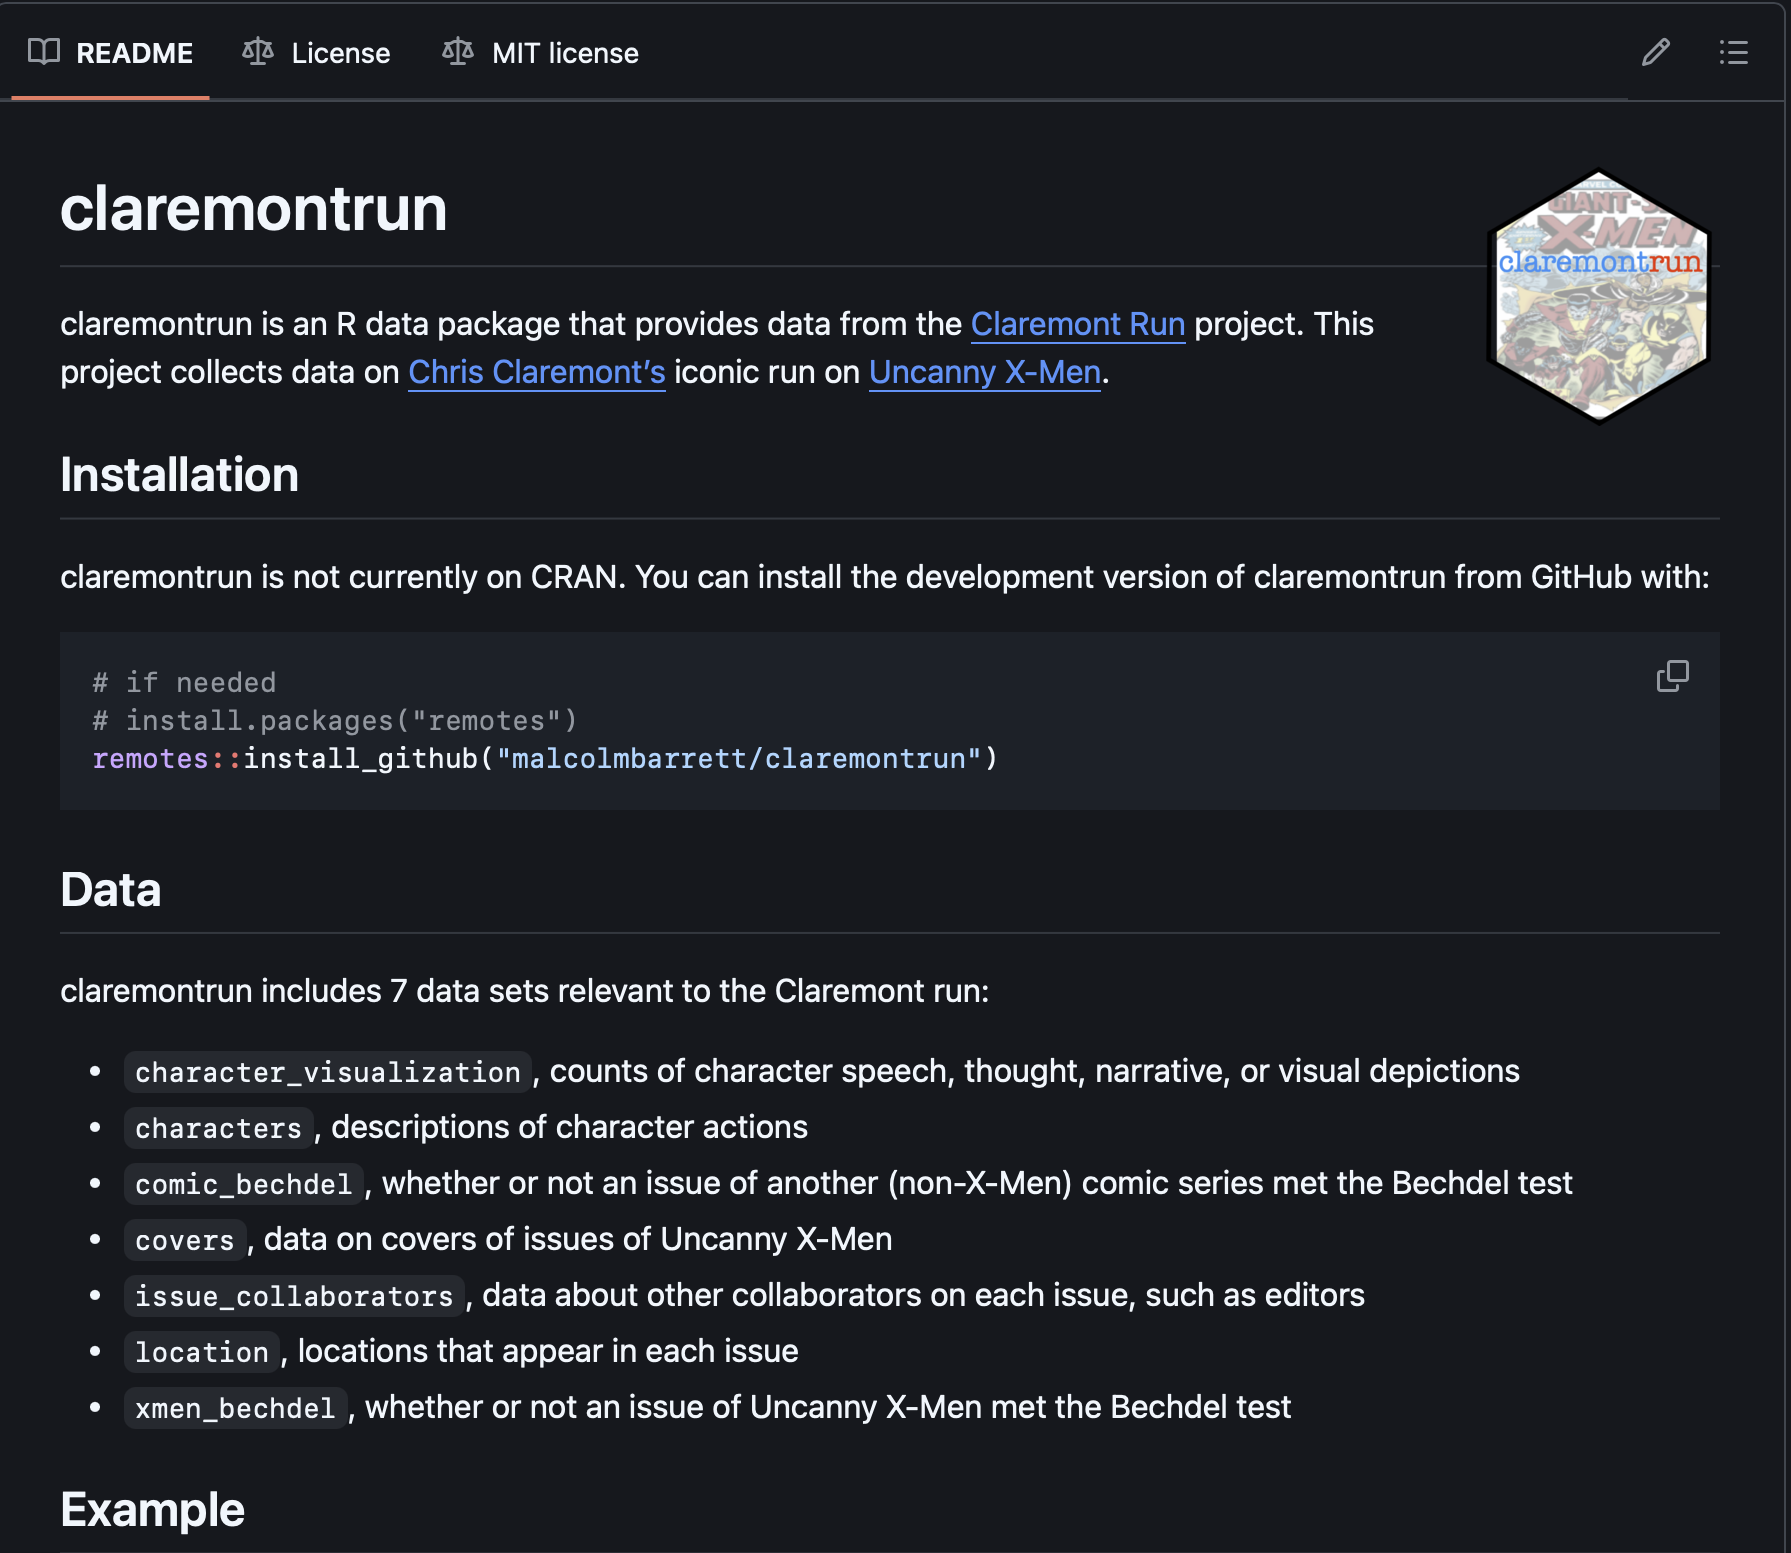 README License MIT license
claremontrun
GIANT-S
X-MEN
claremontrun
claremontrun is an R data package that provides data from the Claremont Run project. This
project collects data on Chris Claremont’s iconic run on Uncanny X-Men.
Installation
claremontrun is not currently on CRAN. You can install the development version of claremontrun from GitHub with:
# if needed
# install.packages("remotes")
remotes::install_github("malcolmbarrett/claremontrun")
Data
claremontrun includes 7 data sets relevant to the Claremont run:
• character_visualization, counts of character speech, thought, narrative, or visual depictions
• characters, descriptions of character actions
• comic_bechdel, whether or not an issue of another (non-X-Men) comic series met the Bechdel test
• covers, data on covers of issues of Uncanny X-Men
• issue_collaborators, data about other collaborators on each issue, such as editors
• location, locations that appear in each issue
• xmen_bechdel, whether or not an issue of Uncanny X-Men met the Bechdel test
Example